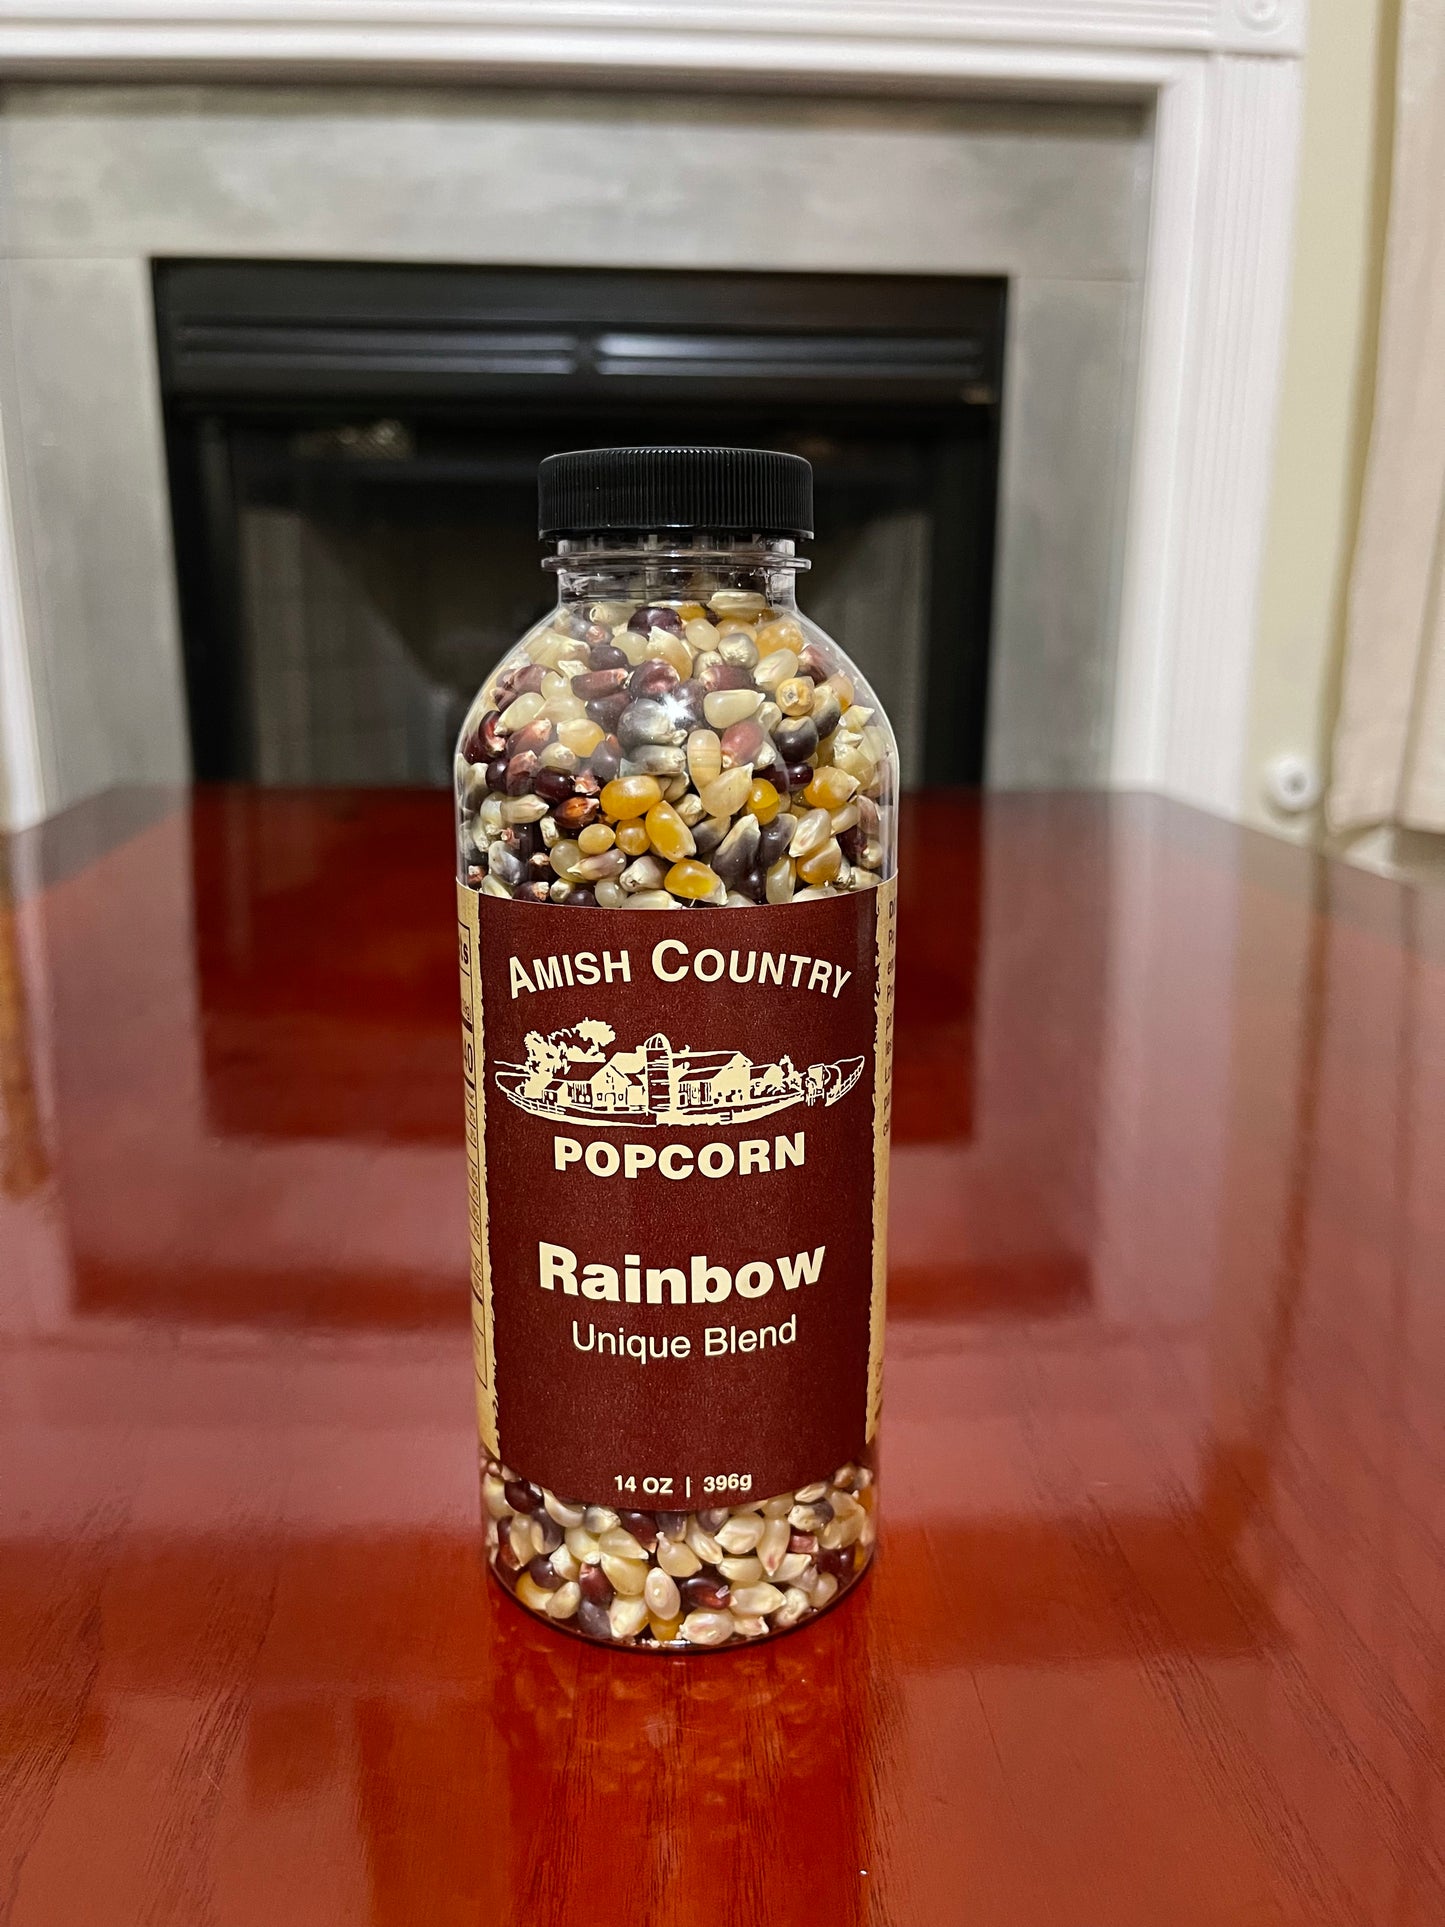 AMISH COUNTRY
POPCORN
Rainbow
Unique Blend
14 OZ | 396g